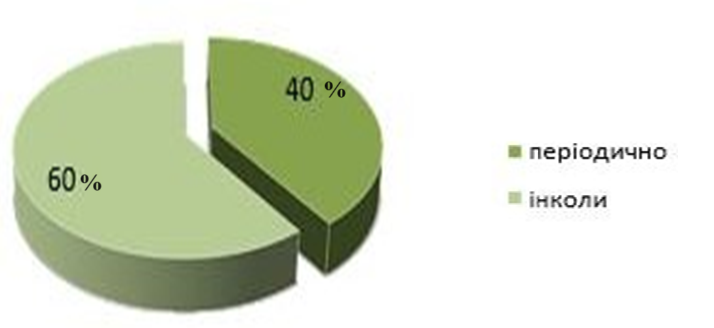 40 %
60%
періодично
інколи